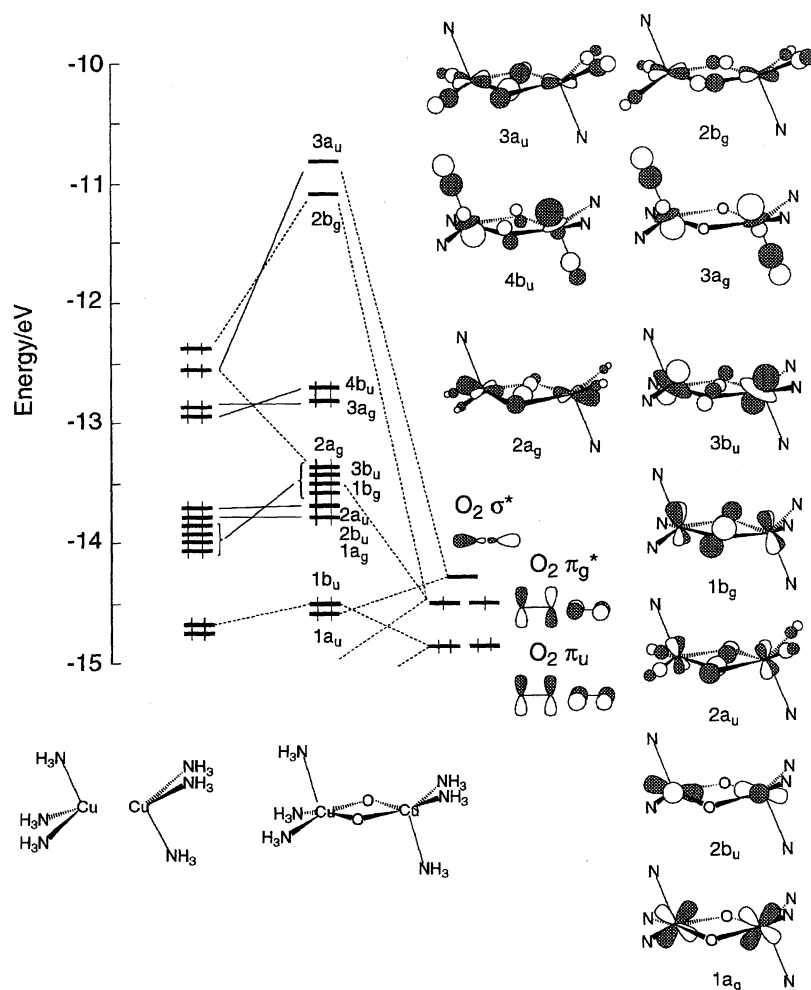 -10
-11
-12
-13
-14
-15
Energy/eV
3au
2bg
4bu
3ag
2ag
3bu
1bg
2au
2bu
1ag
1bu
1au
O2 σ*
O2 πg*
O2 πu
N
N
3au
N
N
2bg
N
N
N
N
4bu
N
N
N
N
3ag
2ag
N
N
N
N
N
N
N
3bu
N
N
N
N
N
N
1bg
N
N
2au
N
N
N
N
N
O
O
N
2bu
N
N
N
N
N
O
O
N
1ag
H3N
H3N
H3N
Cu
Cu
NH3
NH3
NH3
H3N
H3N
H3N
Cu
O
O
Cu
NH3
NH3
NH3